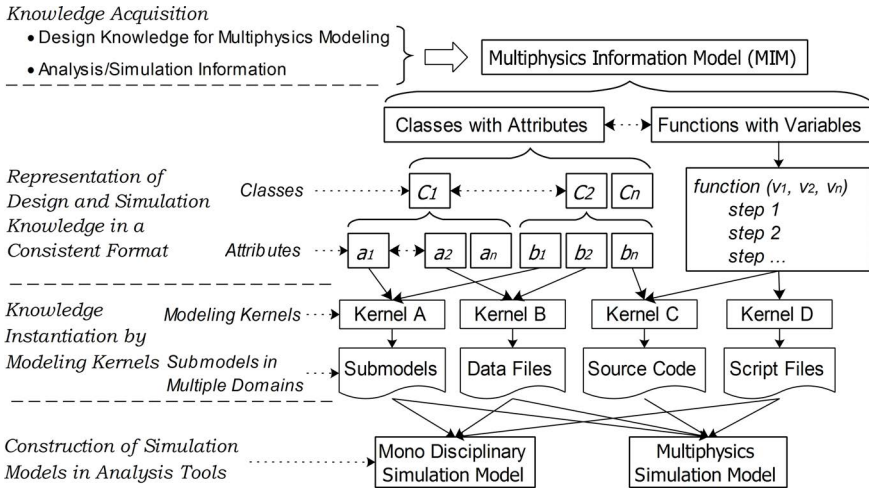 Knowledge Acquisition
• Design Knowledge for Multiphysics Modeling
• Analysis/Simulation Information
Multiphysics Information Model (MIM)
Classes with Attributes
Functions with Variables
Representation of
Design and Simulation
Knowledge in a
Consistent Format
Classes
C1
C2
Cn
Attributes
a1
a2
an
b1
b2
bn
function (v1, v2, vn)
step 1
step 2
step ...
Knowledge
Instantiation by
Modeling Kernels
Modeling Kernels
Kernel A
Kernel B
Kernel C
Kernel D
Submodels in
Multiple Domains
Submodels
Data Files
Source Code
Script Files
Construction of Simulation
Models in Analysis Tools
Mono Disciplinary
Simulation Model
Multiphysics
Simulation Model